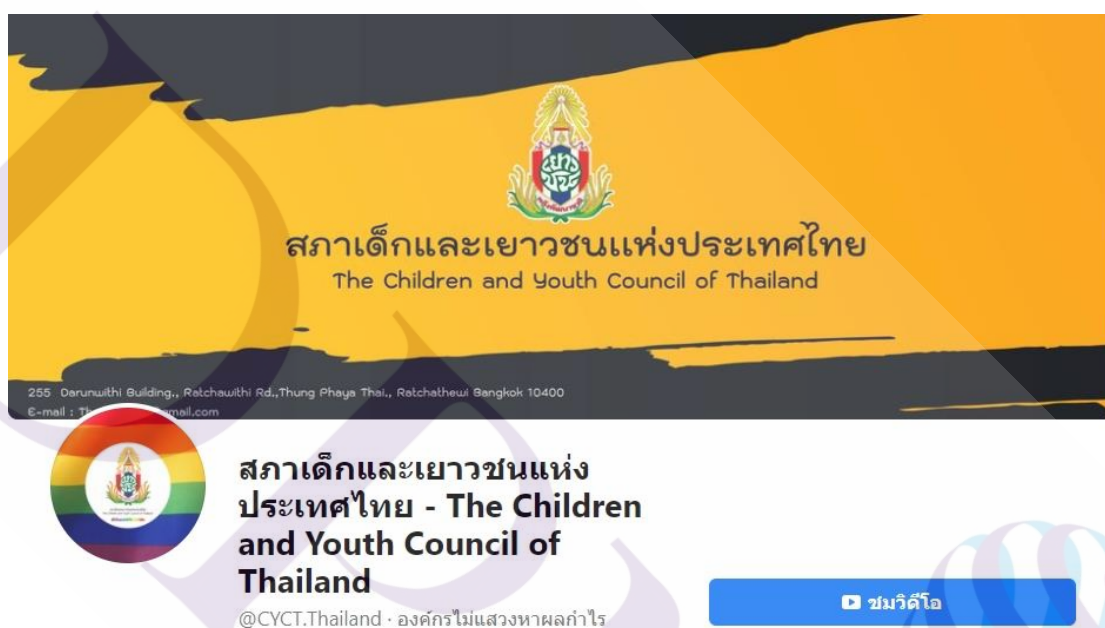 สภาเด็กและเยาวชนแห่งประเทศไทย
The Children and Youth Council of Thailand
255 Darunwithi Building., Ratchawithi Rd.,Thung Phaya Thai., Ratchathewi Bangkok 10400
E-mail :
สภาเด็กและเยาวชนแห่ง
ประเทศไทย - The Children
and Youth Council of
Thailand
@CYCT.Thailand · องค์กรไม่แสวงหาผลกำไร
ชมวิดีโอ